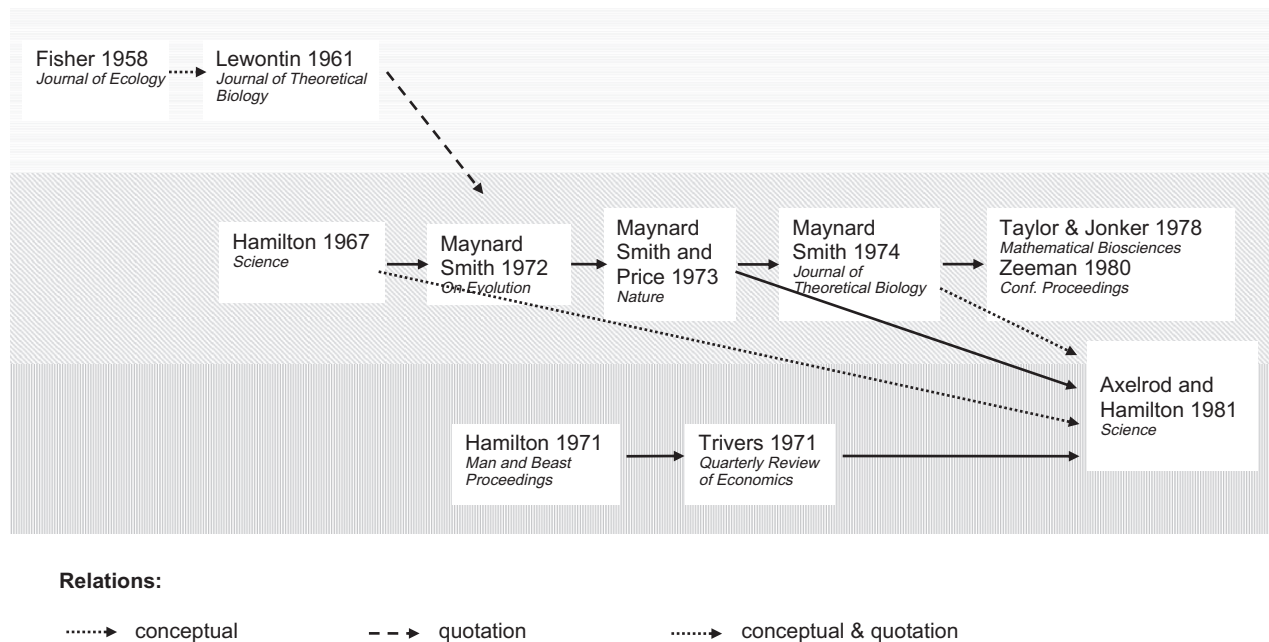 Fisher 1958
Journal of Ecology
Lewontin 1961
Journal of Theoretical
Biology
Hamilton 1967
Science
Maynard
Smith 1972
On Evolution
Maynard
Smith and
Price 1973
Nature
Maynard
Smith 1974
Journal of
Theoretical Biology
Taylor & Jonker 1978
Mathematical Biosciences
Zeeman 1980
Conf. Proceedings
Axelrod and
Hamilton 1981
Science
Hamilton 1971
Man and Beast
Proceedings
Trivers 1971
Quarterly Review
of Economics
Relations:
conceptual
quotation
conceptual & quotation